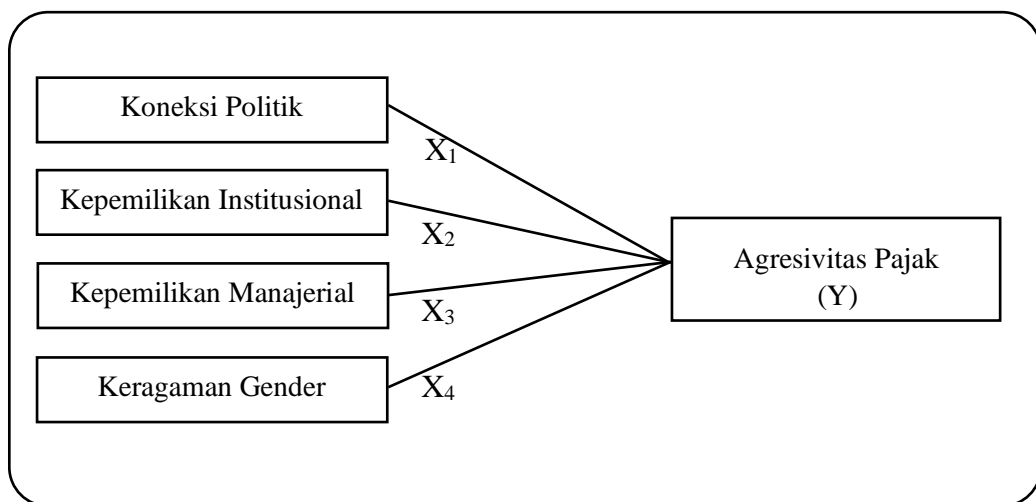 Koneksi Politik
X₁
Kepemilikan Institusional
X₂
Kepemilikan Manajerial
X₃
Keragaman Gender
X₄
Agresivitas Pajak
(Y)